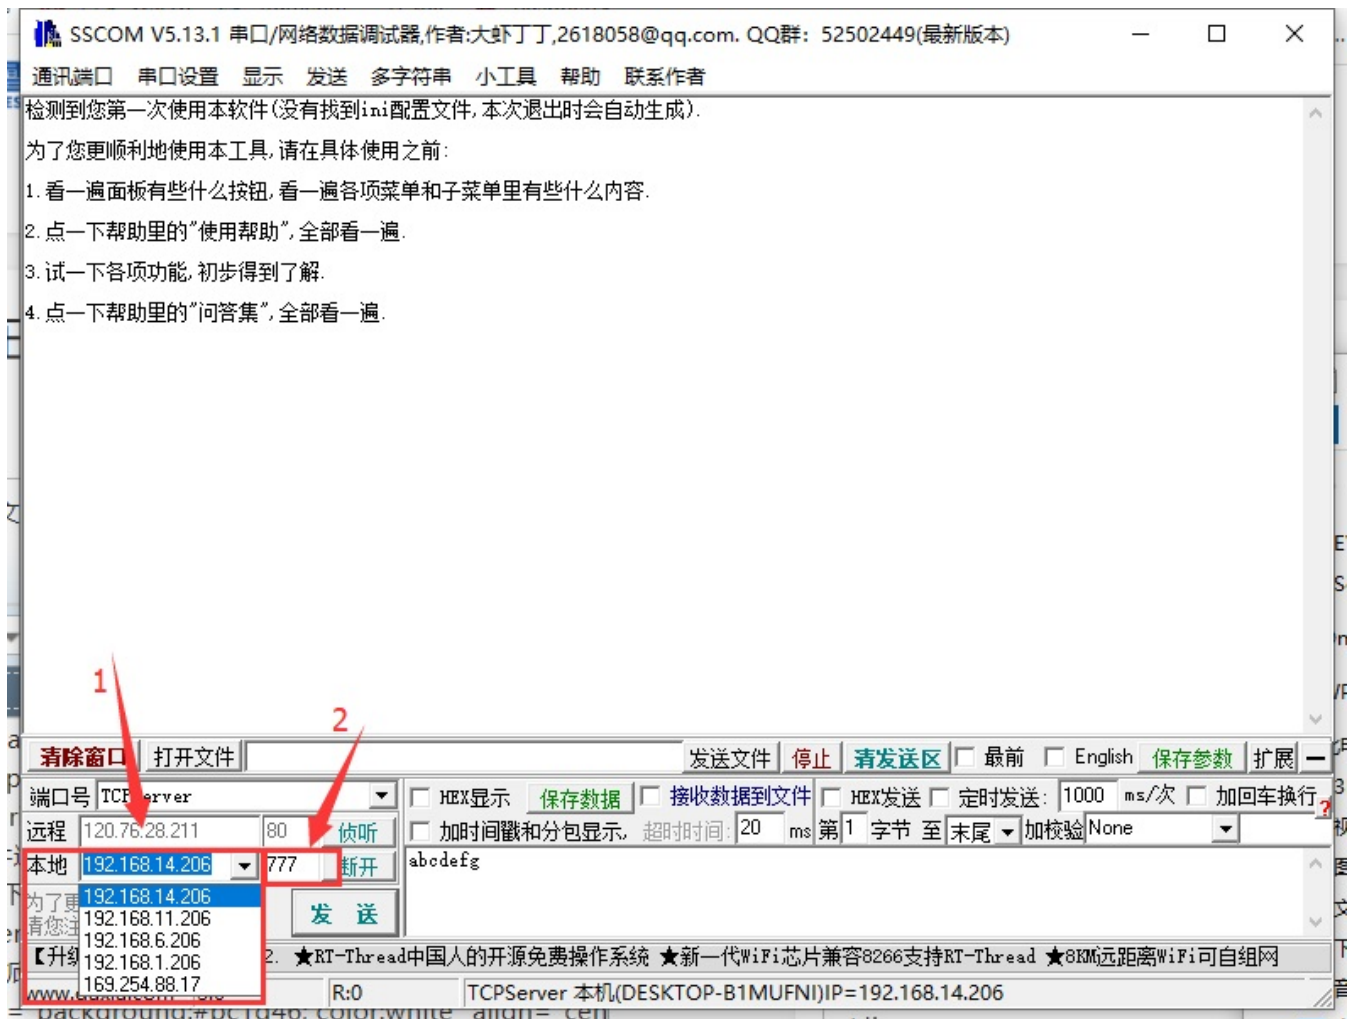 SSCOM V5.13.1 串口/网络数据调试器,作者:大虾丁丁,2618058@qq.com. QQ群：52502449(最新版本)
通讯端口 串口设置 显示 发送 多字符串 小工具 帮助 联系作者
检测到您第一次使用本软件(没有找到ini配置文件,本次退出时会自动生成).
为了您更顺利地使用本工具,请在具体使用之前:
1.看一遍面板有些什么按钮,看一遍各项菜单和子菜单里有些什么内容.
2.点一下帮助里的"使用帮助",全部看一遍.
3.试一下各项功能,初步得到了解.
4.点一下帮助里的"问答集",全部看一遍.
1
2
清除窗口 打开文件 发送文件 停止 清发送区 最前 English 保存参数 扩展 —
端口号 TCPServer HEX显示 保存数据 接收数据到文件 HEX发送 定时发送: 1000 ms/次 加回车换行
远程 120.76.28.211 80 侦听 加时间戳和分包显示, 超时时间: 20 ms 第1 字节 至 末尾 加校验 None
本地 192.168.14.206 777 断开 abcdefg
192.168.14.206
192.168.11.206
192.168.6.206
192.168.1.206
169.254.88.17
为了更
请您注
发 送
【升级 2. ★RT-Thread中国人的开源免费操作系统 ★新一代WiFi芯片兼容8266支持RT-Thread ★8KM远距离WiFi可自组网
R:0 TCPServer 本机(DESKTOP-B1MUFNI)IP=192.168.14.206